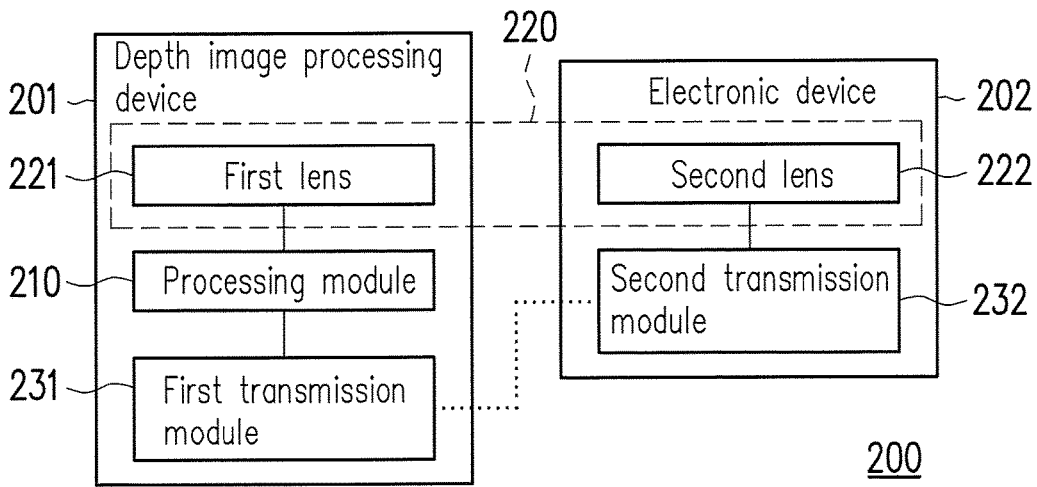 220
Depth image processing
device
201
Electronic device
202
221
First lens
Second lens
222
210
Processing module
Second transmission
module
232
231
First transmission
module
200